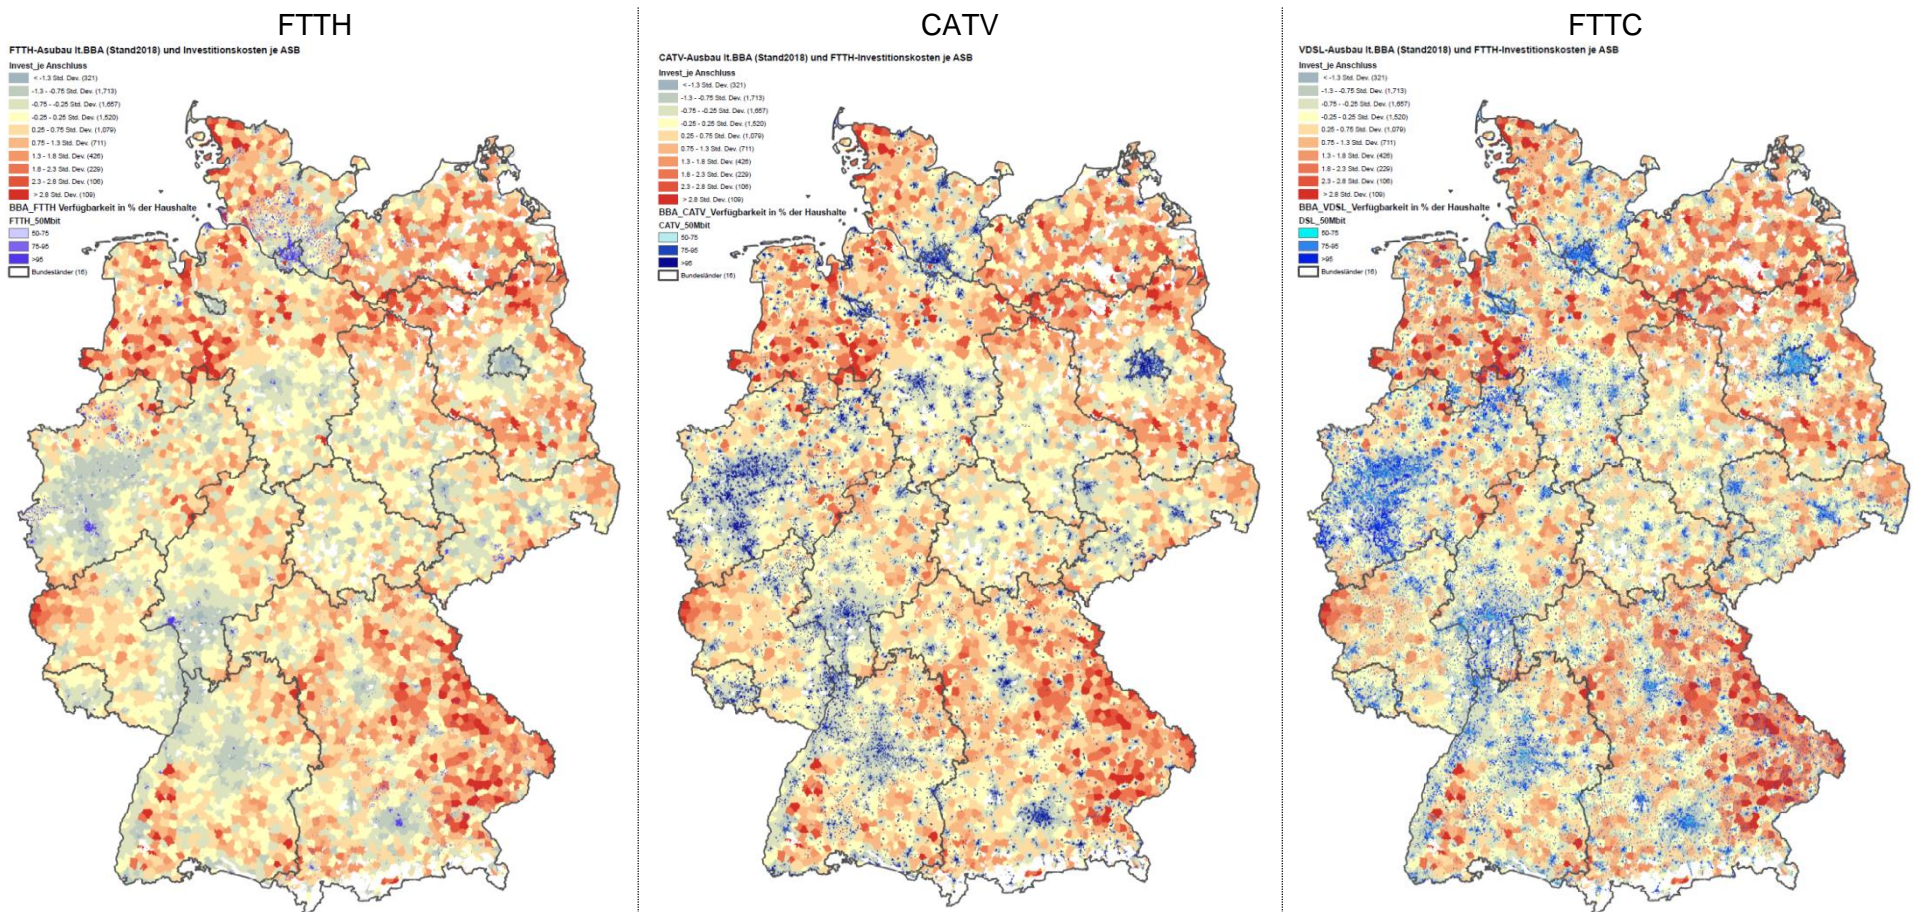 FTTH
FTTH-Asubau lt.BBA (Stand2018) und Investitionskosten je ASB
Invest_je Anschluss
< -1.3 Std. Dev. (321)
-1.3 - -0.75 Std. Dev. (1,713)
-0.75 - -0.25 Std. Dev. (1,657)
-0.25 - 0.25 Std. Dev. (1,520)
0.25 - 0.75 Std. Dev. (1,079)
0.75 - 1.3 Std. Dev. (711)
1.3 - 1.8 Std. Dev. (426)
1.8 - 2.3 Std. Dev. (229)
2.3 - 2.8 Std. Dev. (106)
> 2.8 Std. Dev. (109)
BBA_FTTH Verfügbarkeit in % der Haushalte
FTTH_50Mbit
50-75
75-95
>95
Bundesländer (16)
CATV
CATV-Ausbau lt.BBA (Stand2018) und FTTH-Investitionskosten je ASB
Invest_je Anschluss
< -1.3 Std. Dev. (321)
-1.3 - -0.75 Std. Dev. (1,713)
-0.75 - -0.25 Std. Dev. (1,657)
-0.25 - 0.25 Std. Dev. (1,520)
0.25 - 0.75 Std. Dev. (1,079)
0.75 - 1.3 Std. Dev. (711)
1.3 - 1.8 Std. Dev. (426)
1.8 - 2.3 Std. Dev. (229)
2.3 - 2.8 Std. Dev. (106)
> 2.8 Std. Dev. (109)
BBA_CATV_Verfügbarkeit in % der Haushalte
CATV_50Mbit
50-75
75-95
>95
Bundesländer (16)
FTTC
VDSL-Ausbau lt.BBA (Stand2018) und FTTH-Investitionskosten je ASB
Invest_je Anschluss
< -1.3 Std. Dev. (321)
-1.3 - -0.75 Std. Dev. (1,713)
-0.75 - -0.25 Std. Dev. (1,657)
-0.25 - 0.25 Std. Dev. (1,520)
0.25 - 0.75 Std. Dev. (1,079)
0.75 - 1.3 Std. Dev. (711)
1.3 - 1.8 Std. Dev. (426)
1.8 - 2.3 Std. Dev. (229)
2.3 - 2.8 Std. Dev. (106)
> 2.8 Std. Dev. (109)
BBA_VDSL_Verfügbarkeit in % der Haushalte
DSL_50Mbit
50-75
75-95
>95
Bundesländer (16)